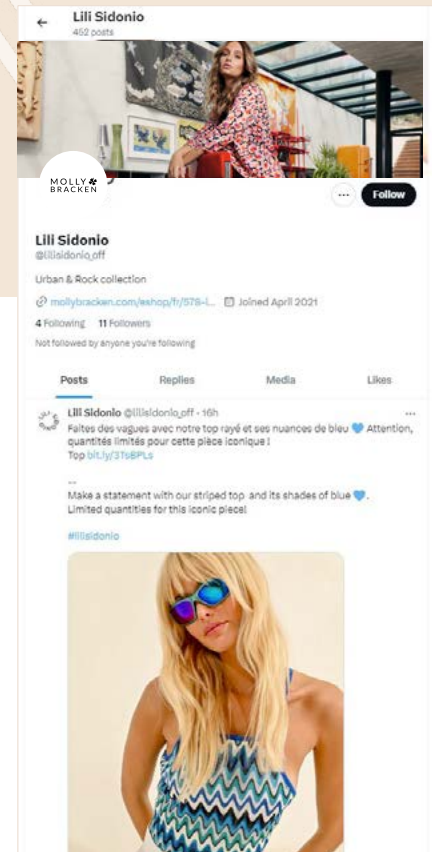 Lili Sidonio
452 posts
MOLLY BRACKEN
Follow
Lili Sidonio
@lilisidonio_off
Urban & Rock collection
mollybracken.com/eshop/fr/578-l... Joined April 2021
4 Following 11 Followers
Not followed by anyone you're following
Posts Replies Media Likes
Lili Sidonio @lilisidonio_off · 16h
Faites des vagues avec notre top rayé et ses nuances de bleu 💙 Attention,
quantités limités pour cette pièce iconique !
Top bit.ly/3TsBPLs
--
Make a statement with our striped top and its shades of blue 💙.
Limited quantities for this iconic piece!
#lilisidonio